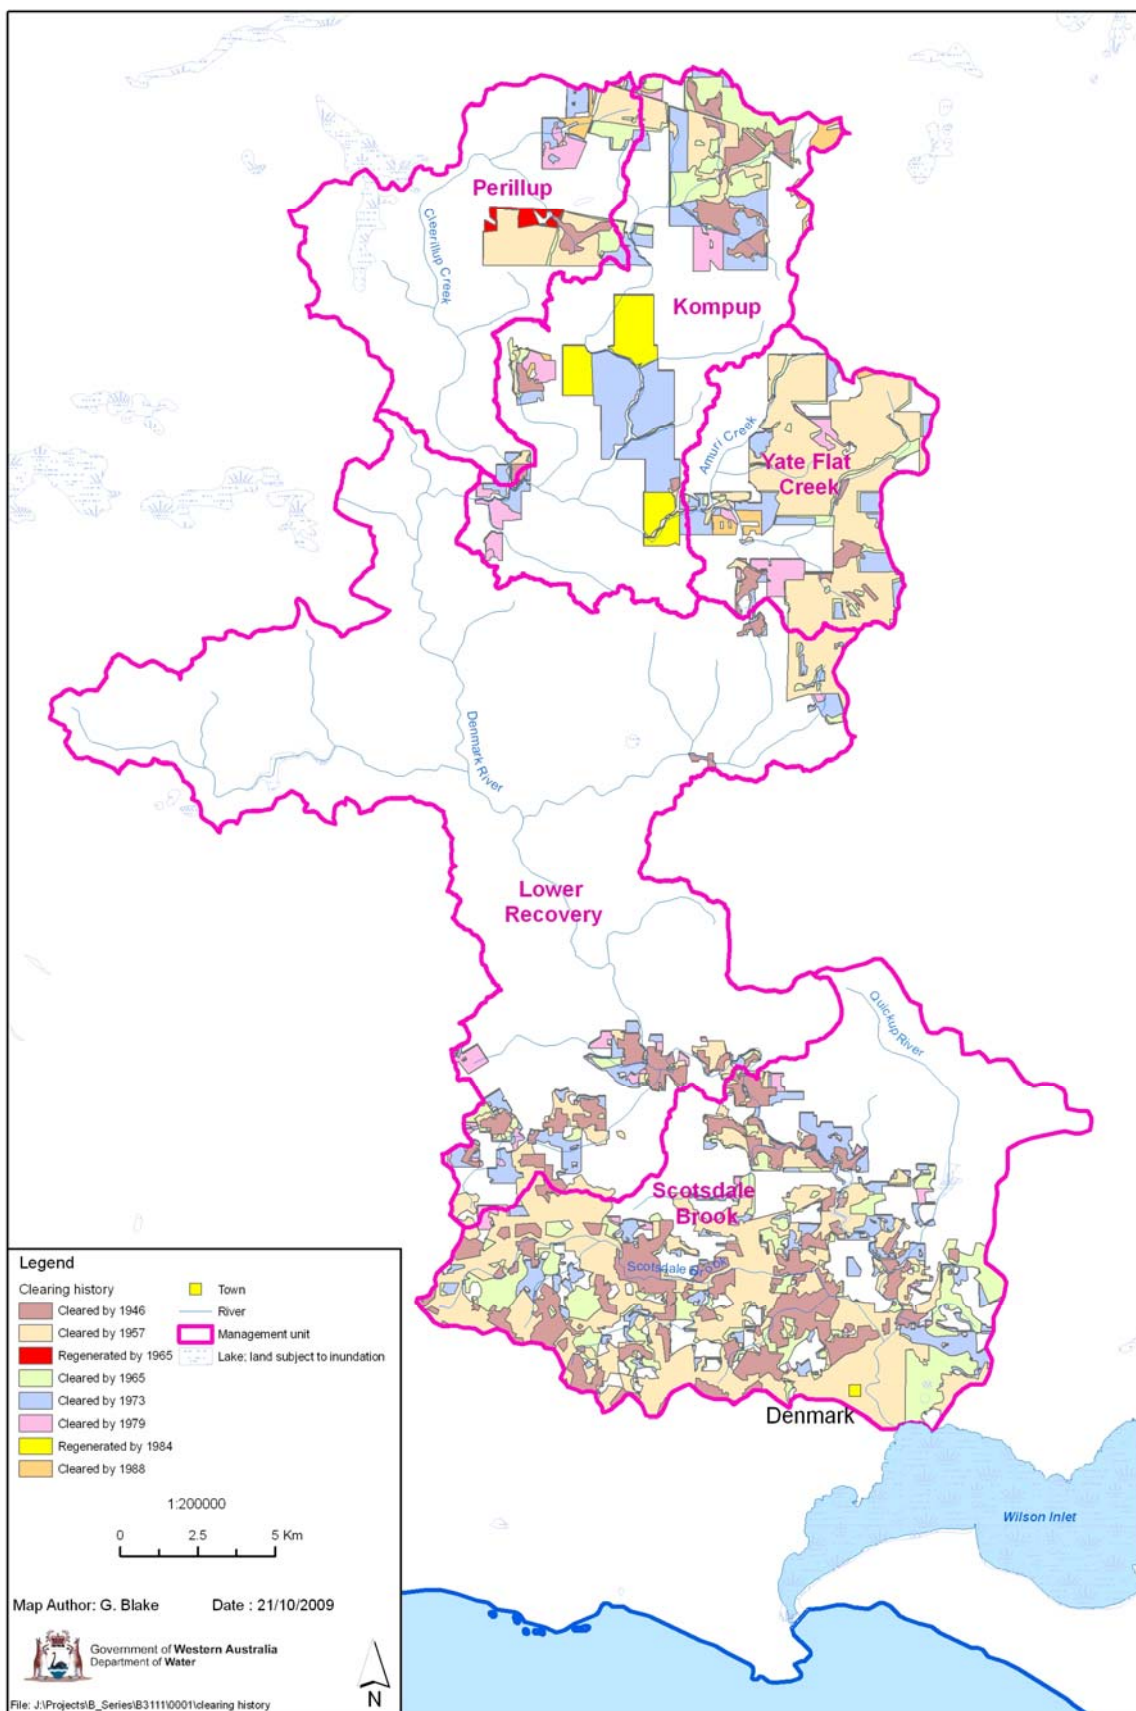 Perillup
Cleerillup Creek
Kompup
Amuri Creek
Yate Flat
Creek
Denmark River
Lower
Recovery
Quickup River
Scotsdale
Brook
Scotsdale Brook
Denmark
Wilson Inlet
Legend
Clearing history
Cleared by 1946
Cleared by 1957
Regenerated by 1965
Cleared by 1965
Cleared by 1973
Cleared by 1979
Regenerated by 1984
Cleared by 1988
Town
River
Management unit
Lake; land subject to inundation
1:200000
0 2.5 5 Km
Map Author: G. Blake Date : 21/10/2009
Government of Western Australia
Department of Water
N
File: J:\Projects\B_Series\B3111\0001\clearing history